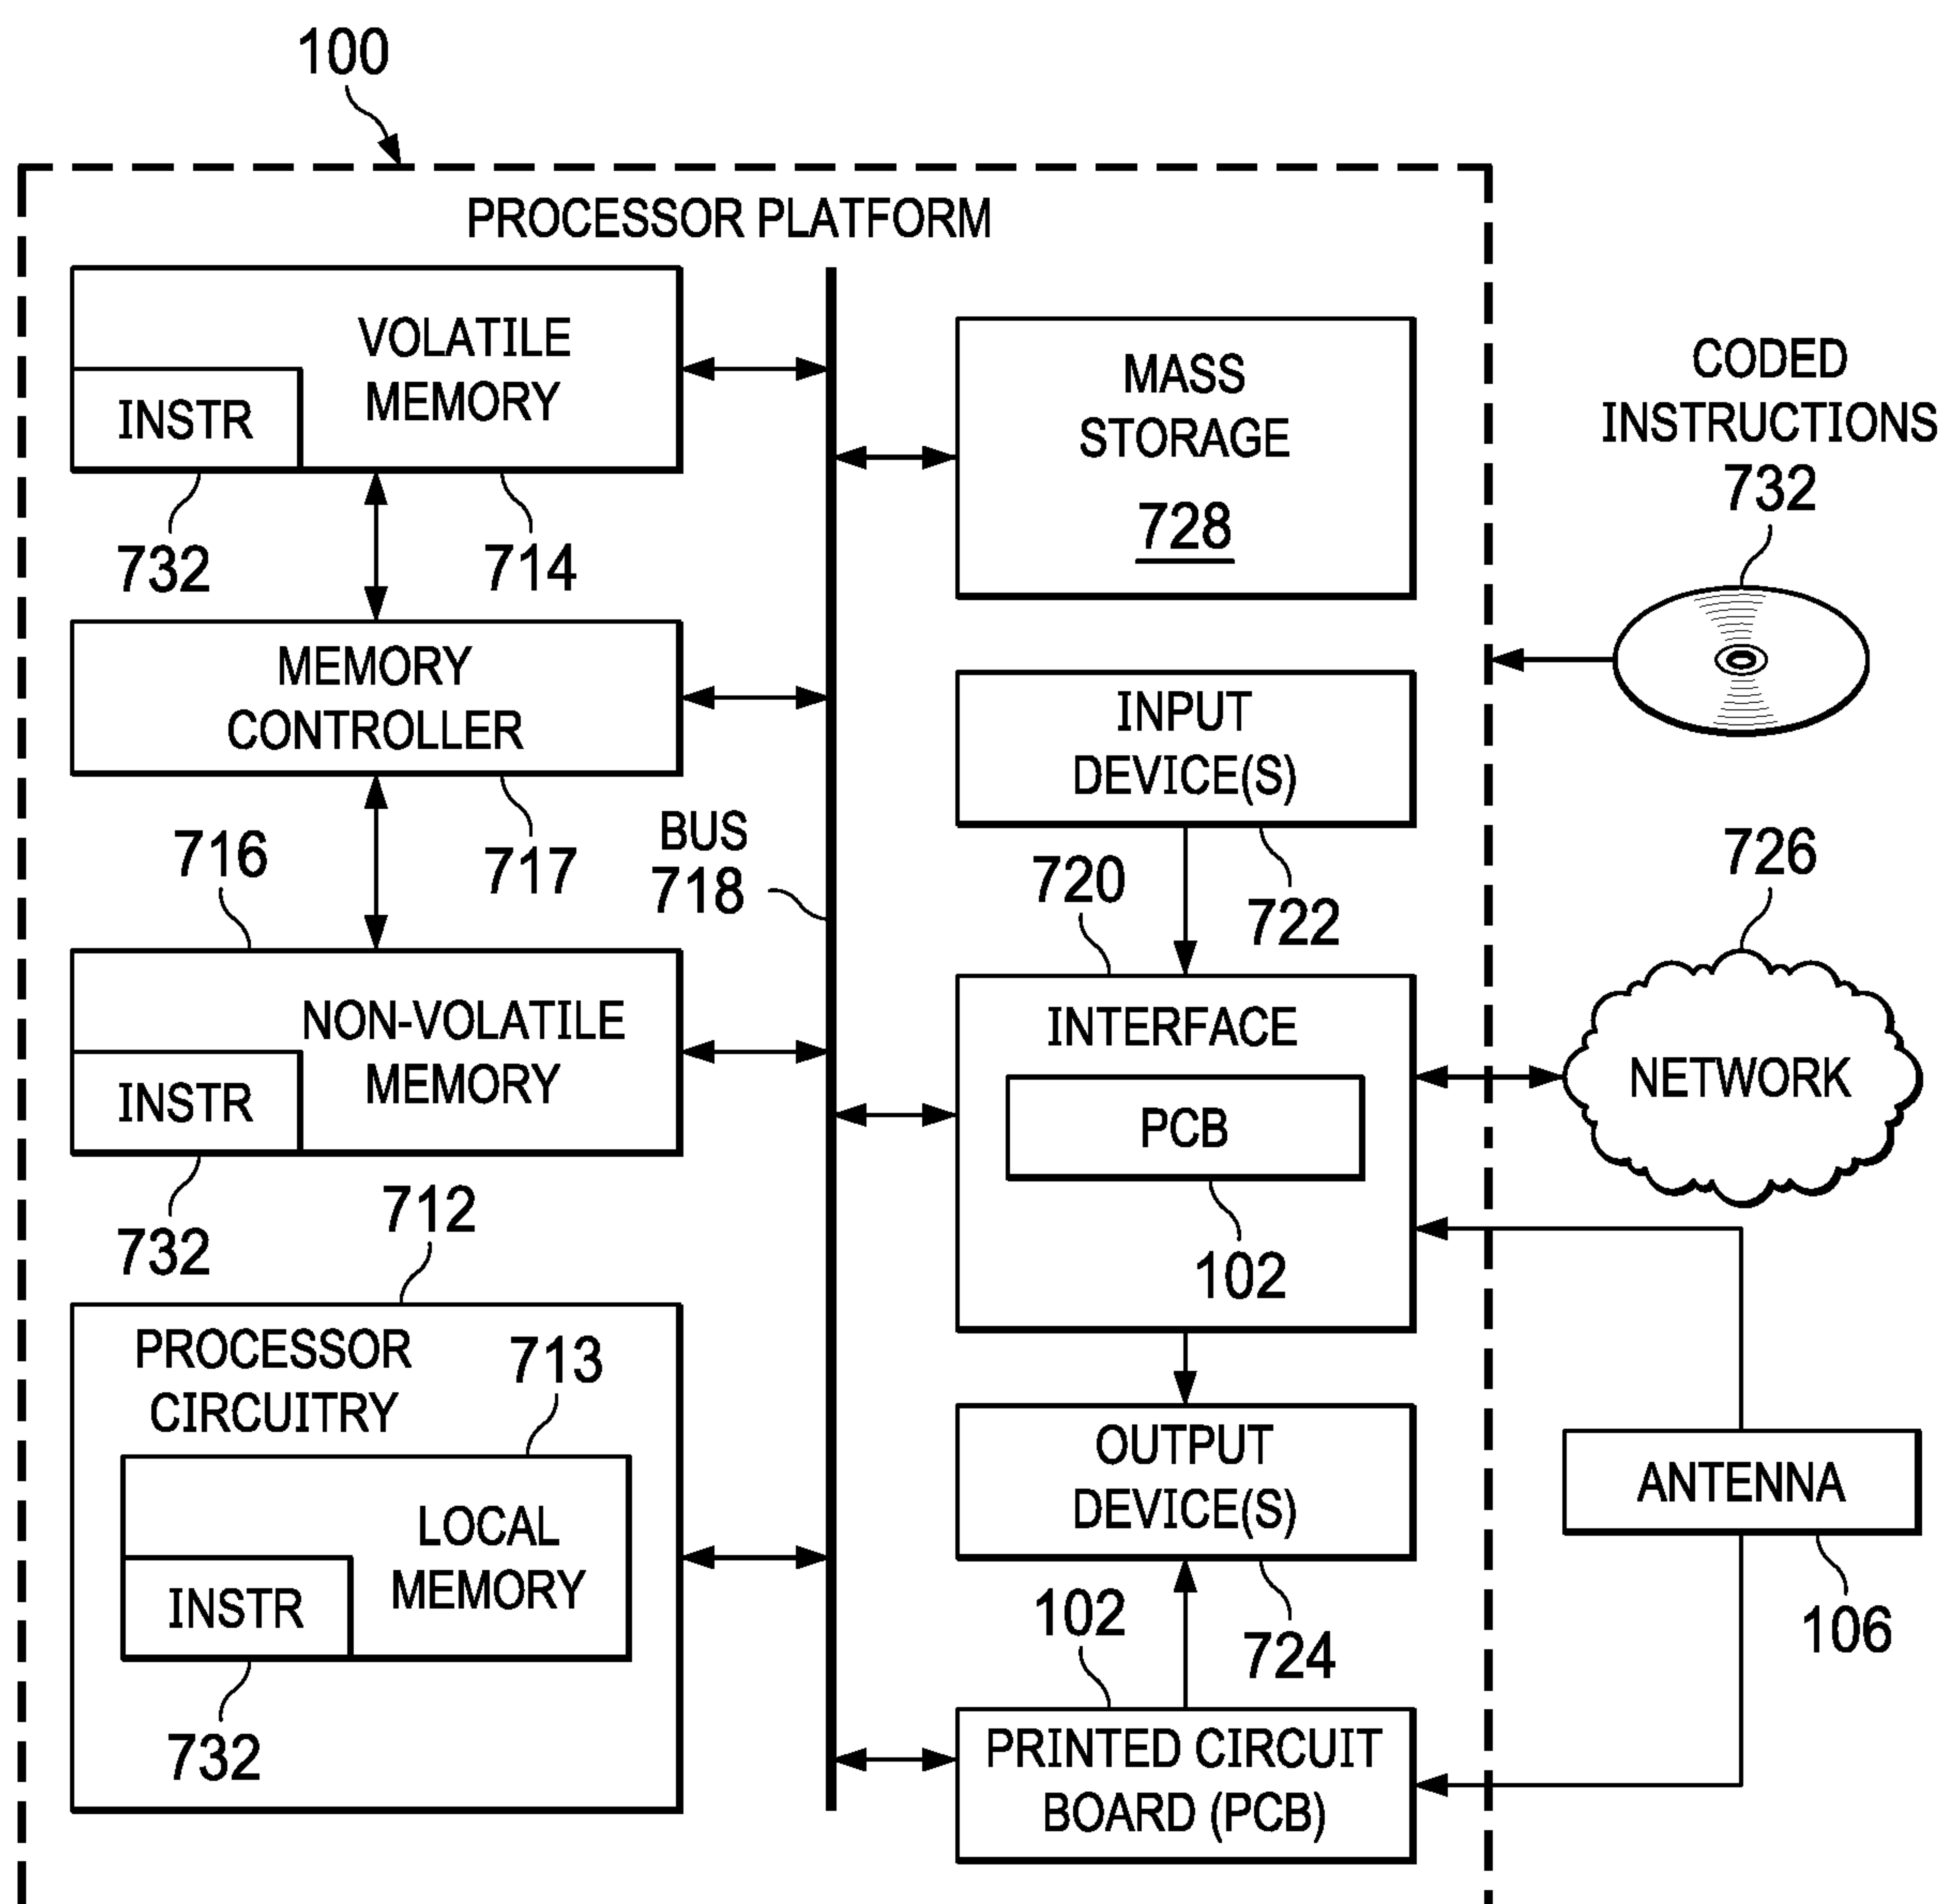 100
PROCESSOR PLATFORM
VOLATILE
MEMORY
INSTR
732
714
MEMORY
CONTROLLER
717
716
NON-VOLATILE
MEMORY
INSTR
732
712
PROCESSOR
CIRCUITRY
713
LOCAL
MEMORY
INSTR
732
BUS
718
MASS
STORAGE
728
INPUT
DEVICE(S)
722
720
INTERFACE
PCB
102
OUTPUT
DEVICE(S)
724
102
PRINTED CIRCUIT
BOARD (PCB)
CODED
INSTRUCTIONS
732
726
NETWORK
ANTENNA
106